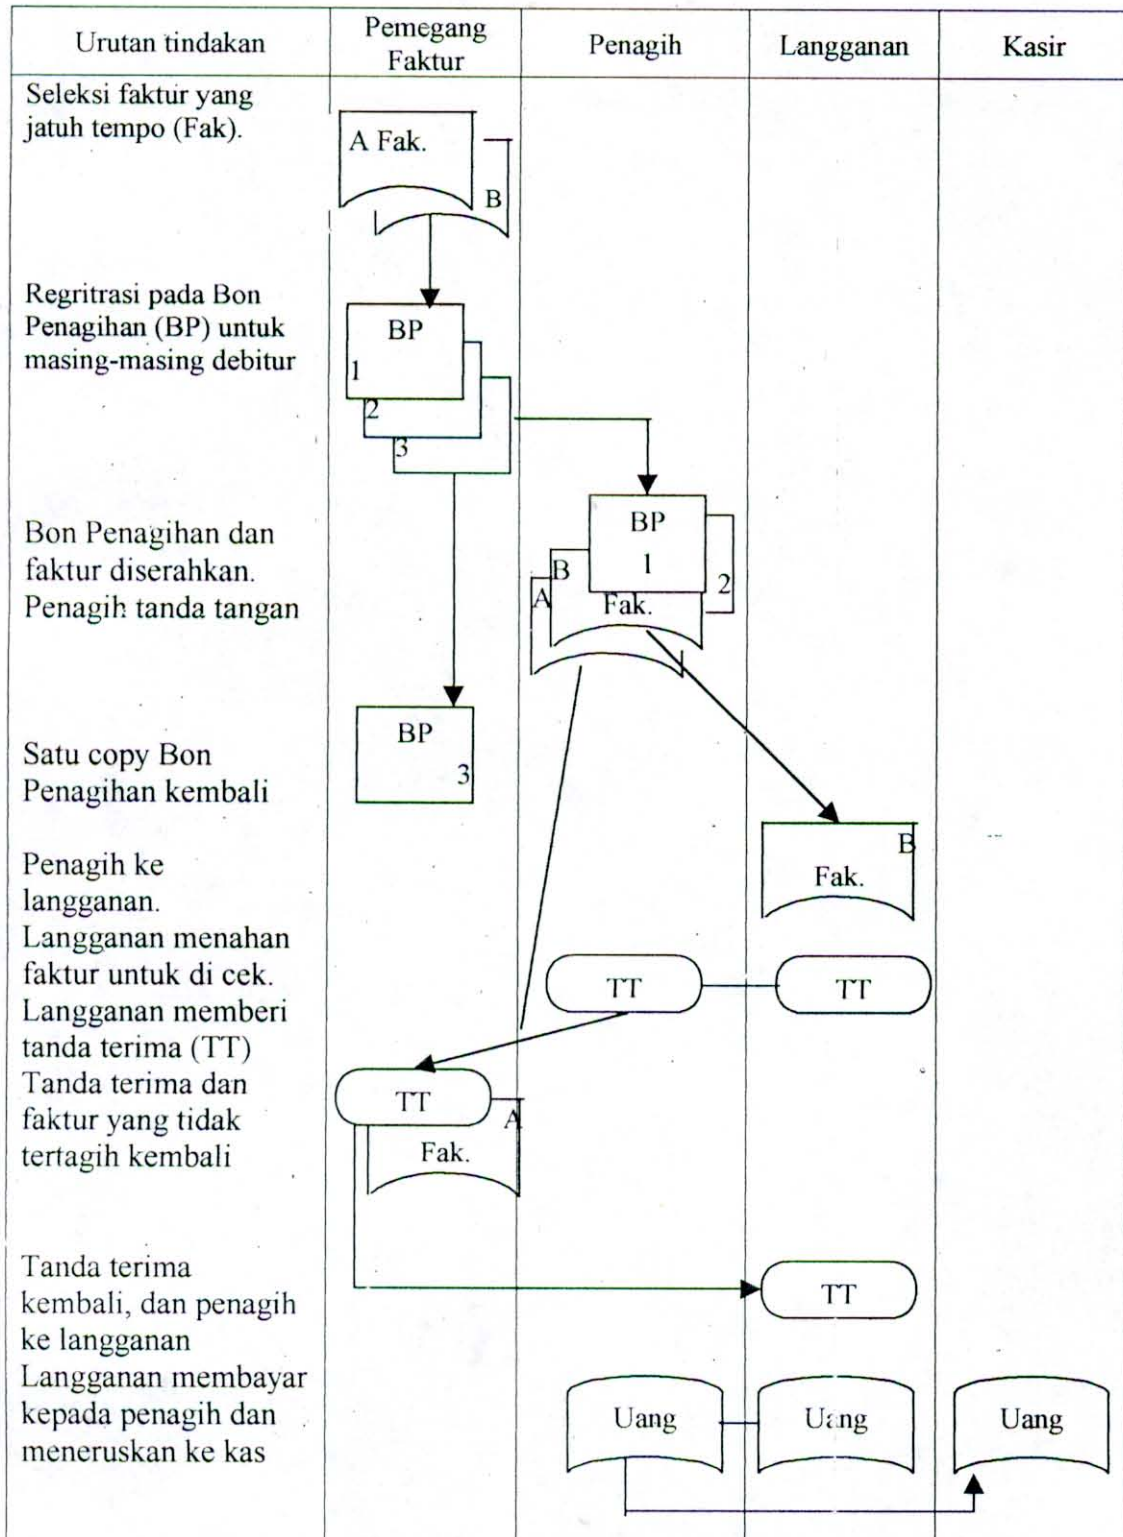 Urutan tindakan
Pemegang
Faktur
Penagih
Langganan
Kasir
Seleksi faktur yang
jatuh tempo (Fak).
A Fak.
B
Regritrasi pada Bon
Penagihan (BP) untuk
masing-masing debitur
BP
1
2
3
Bon Penagihan dan
faktur diserahkan.
Penagih tanda tangan
BP
1
2
B
A
Fak.
Satu copy Bon
Penagihan kembali
BP
3
Penagih ke
langganan.
Langganan menahan
faktur untuk di cek.
Langganan memberi
tanda terima (TT)
B
Fak.
TT
TT
Tanda terima dan
faktur yang tidak
tertagih kembali
TT
A
Fak.
Tanda terima
kembali, dan penagih
ke langganan
TT
Langganan membayar
kepada penagih dan
meneruskan ke kas
Uang
Uang
Uang